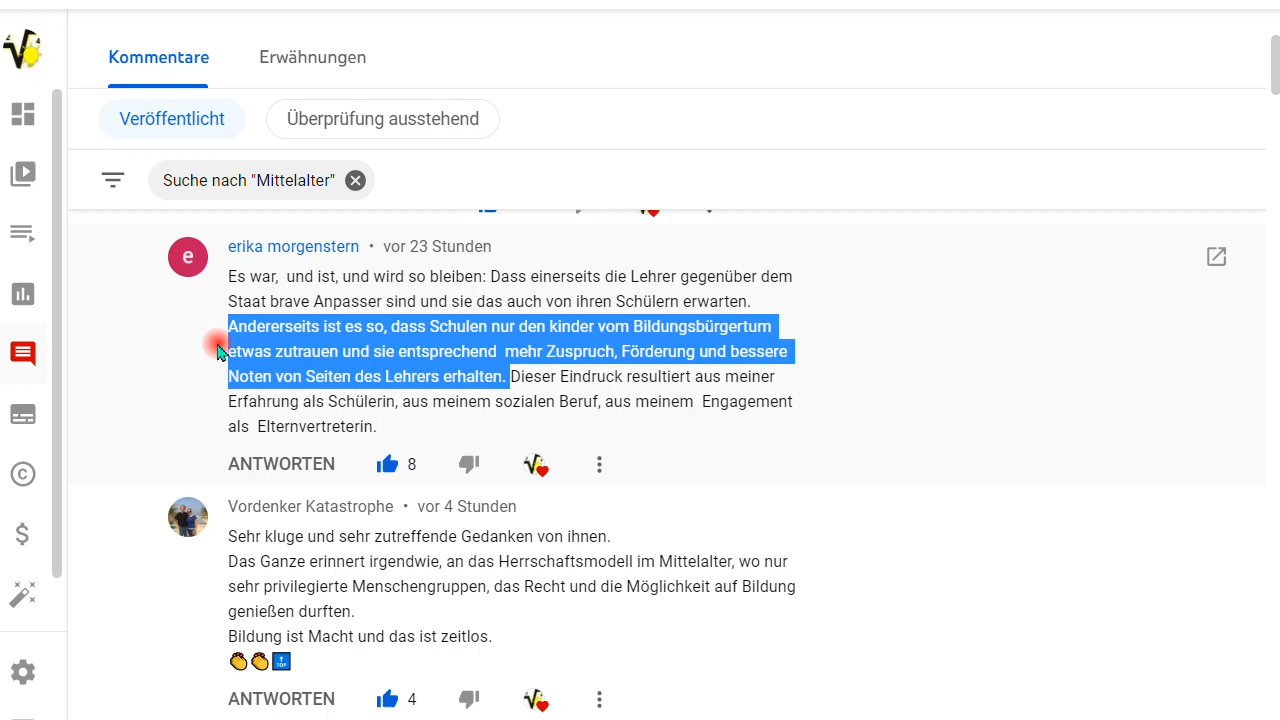 Kommentare Erwähnungen
Veröffentlicht Überprüfung ausstehend
Suche nach "Mittelalter"
e
erika morgenstern • vor 23 Stunden
Es war, und ist, und wird so bleiben: Dass einerseits die Lehrer gegenüber dem
Staat brave Anpasser sind und sie das auch von ihren Schülern erwarten.
Andererseits ist es so, dass Schulen nur den kinder vom Bildungsbürgertum
etwas zutrauen und sie entsprechend mehr Zuspruch, Förderung und bessere
Noten von Seiten des Lehrers erhalten. Dieser Eindruck resultiert aus meiner
Erfahrung als Schülerin, aus meinem sozialen Beruf, aus meinem Engagement
als Elternvertreterin.
ANTWORTEN 8
Vordenker Katastrophe • vor 4 Stunden
Sehr kluge und sehr zutreffende Gedanken von ihnen.
Das Ganze erinnert irgendwie, an das Herrschaftsmodell im Mittelalter, wo nur
sehr privilegierte Menschengruppen, das Recht und die Möglichkeit auf Bildung
genießen durften.
Bildung ist Macht und das ist zeitlos.
👏👏🔝
ANTWORTEN 4